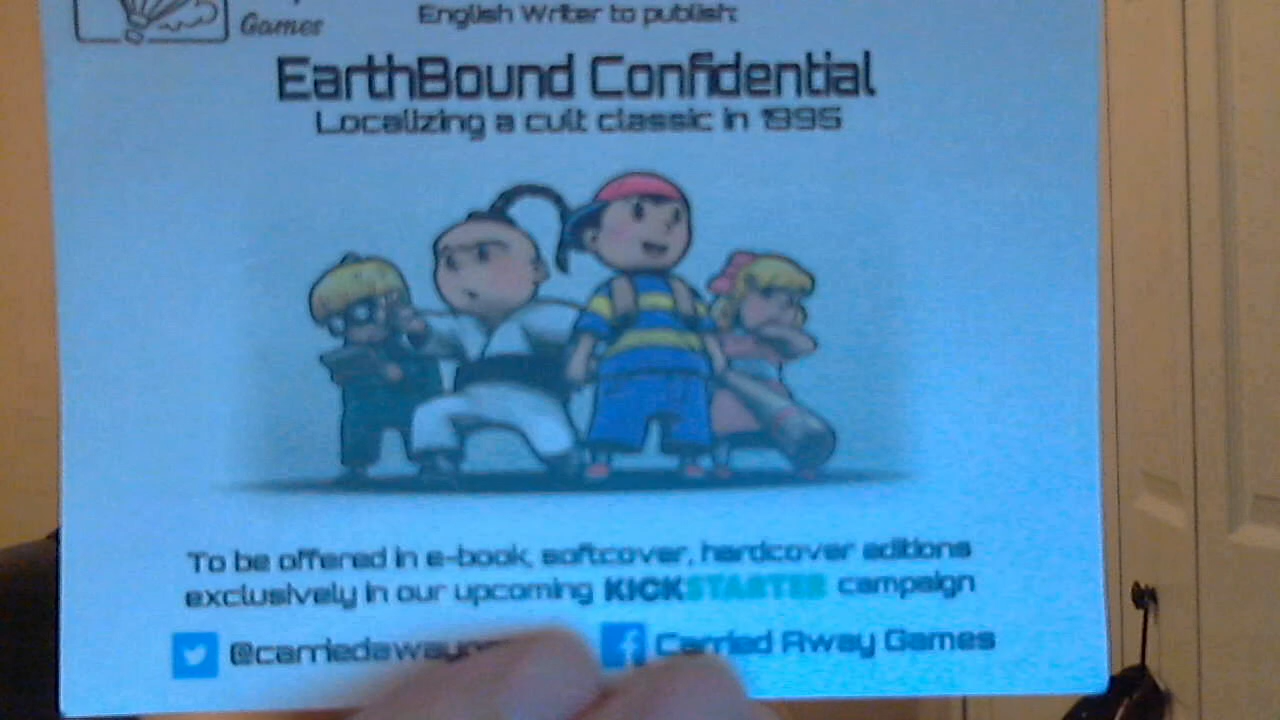 Games
English Writer to publish:
EarthBound Confidential
Localizing a cult classic in 1995
To be offered in e-book, softcover, hardcover editions
exclusively in our upcoming KICKSTARTER campaign
Carried Away Games